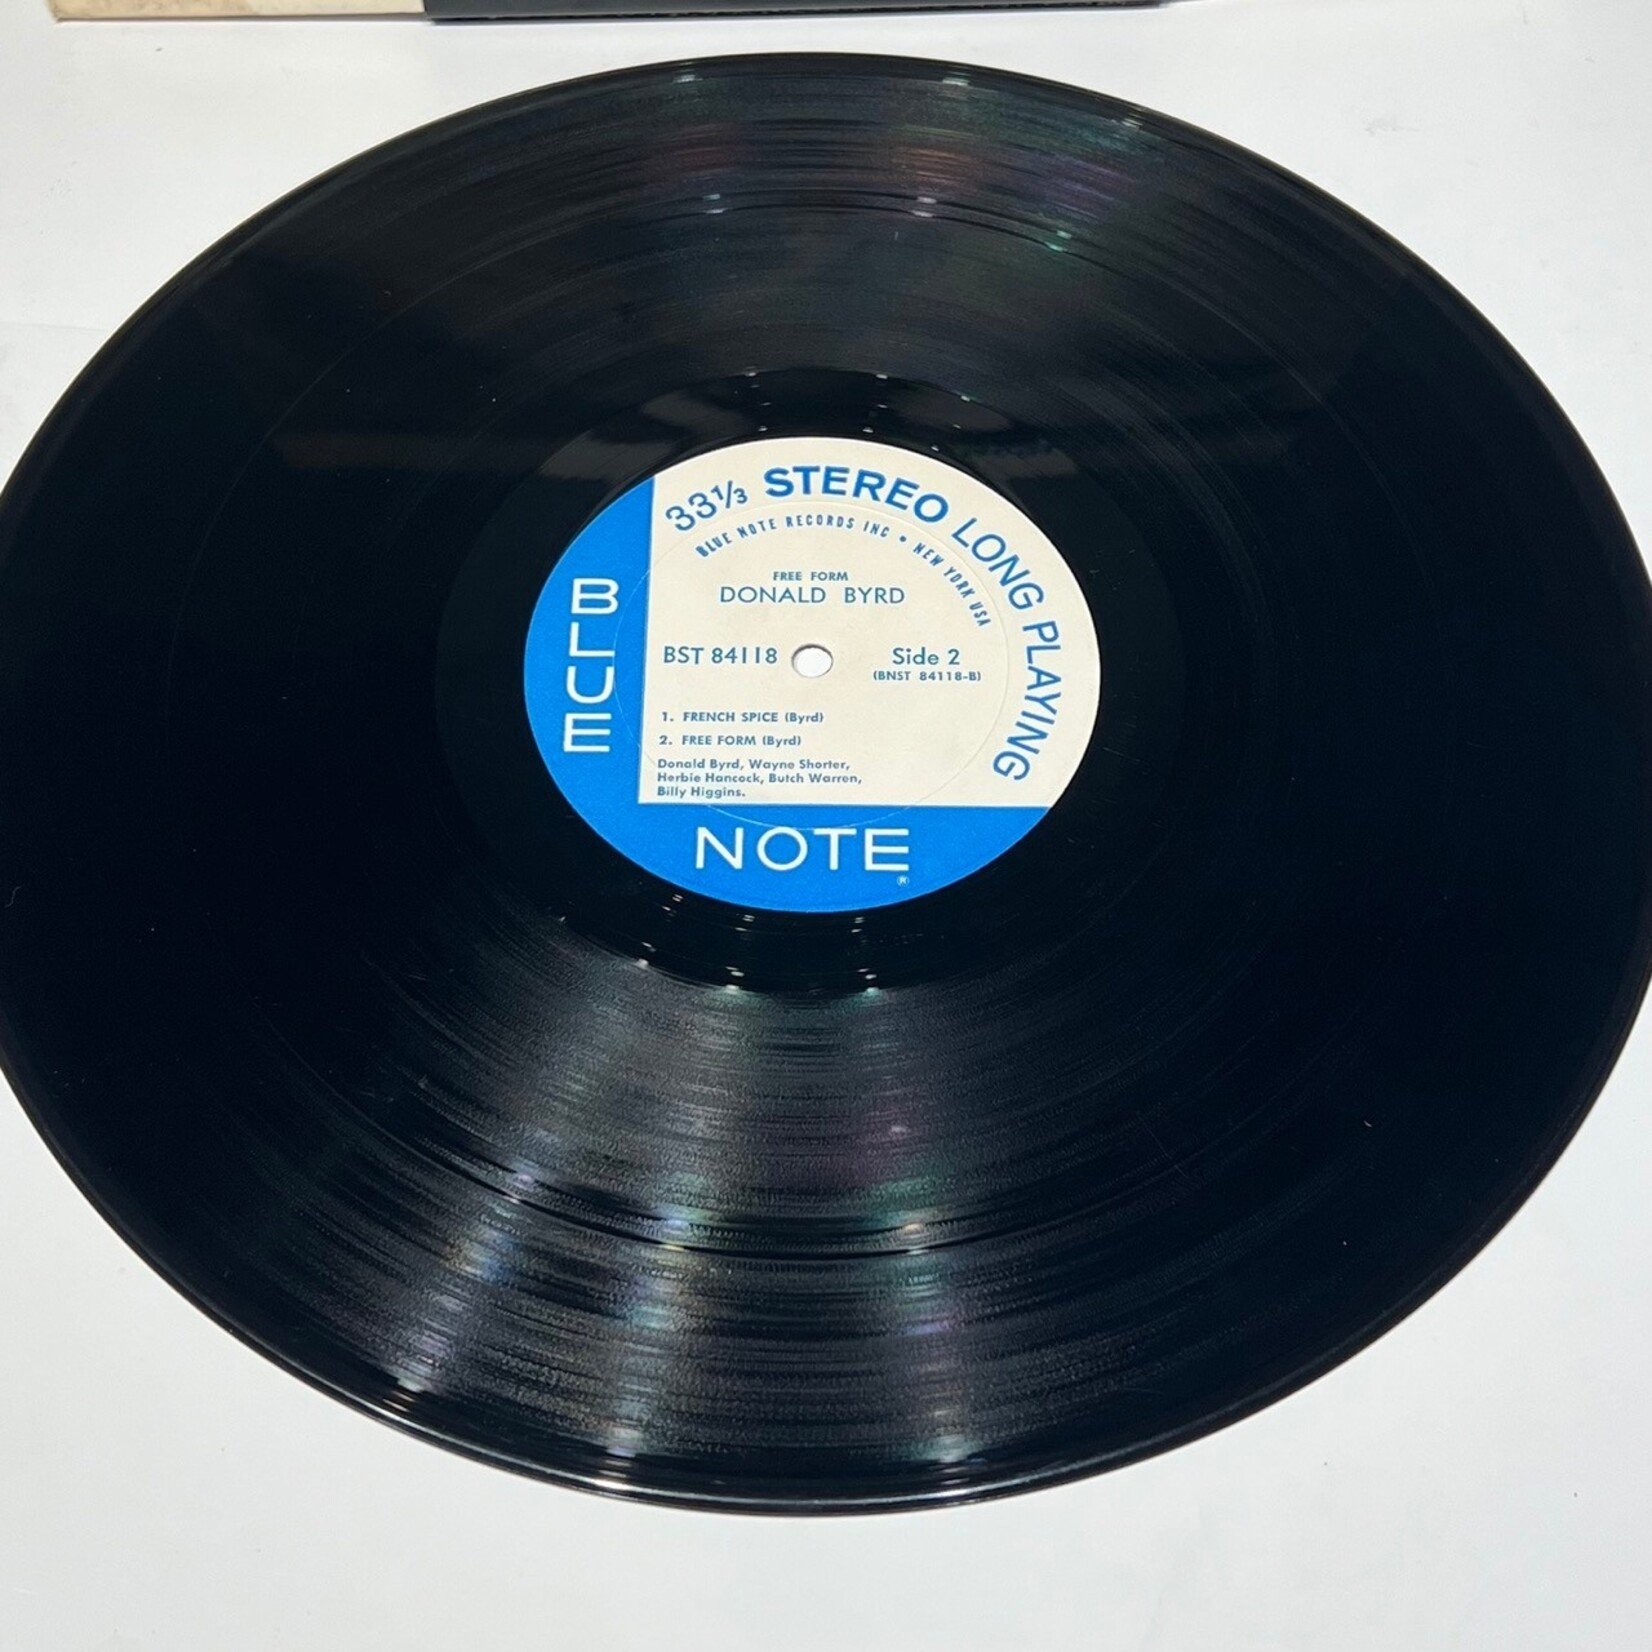 33⅓ STEREO LONG PLAYING
BLUE NOTE RECORDS INC • NEW YORK USA
FREE FORM
DONALD BYRD
BST 84118
Side 2
(BNST 84118-B)
1. FRENCH SPICE (Byrd)
2. FREE FORM (Byrd)
Donald Byrd, Wayne Shorter,
Herbie Hancock, Butch Warren,
Billy Higgins.
BLUE
NOTE
®